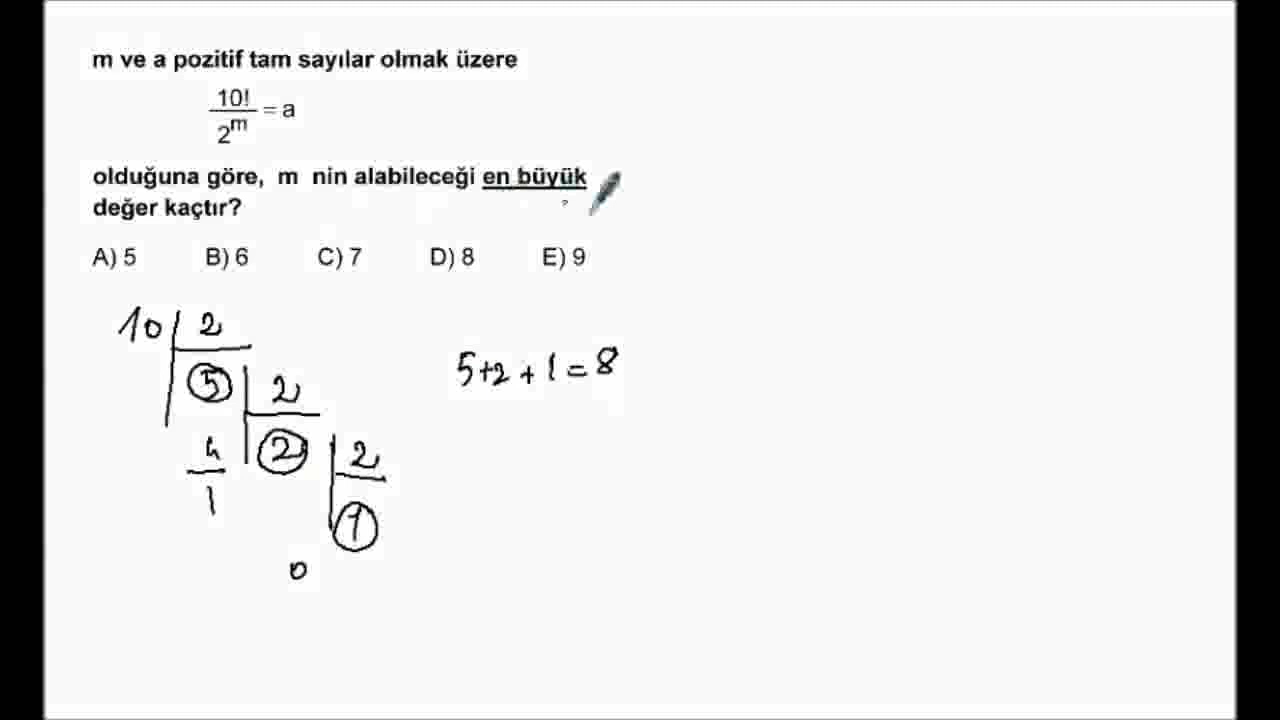 m ve a pozitif tam sayılar olmak üzere
10!
2^m
= a
olduğuna göre, m nin alabileceği en büyük
değer kaçtır?
A) 5 B) 6 C) 7 D) 8 E) 9
10 2
5 2
4 2 2
1 1
0
5+2+1=8